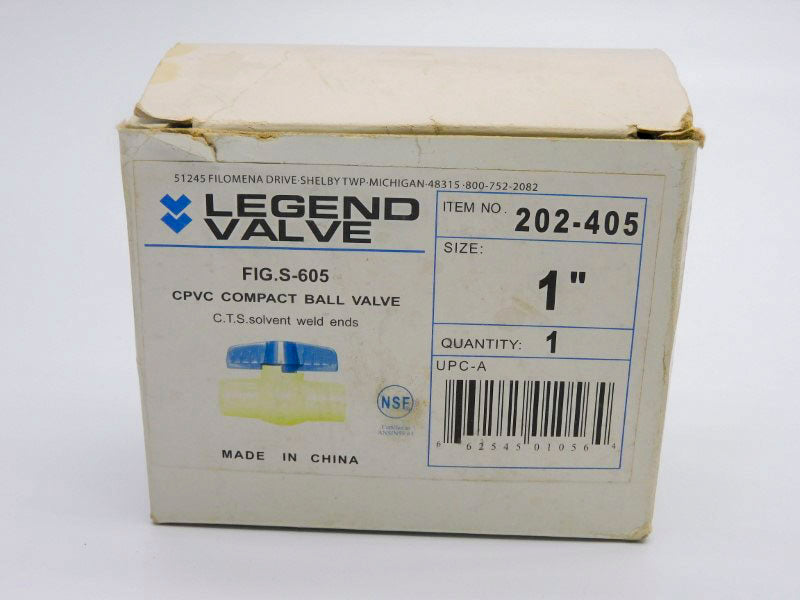 51245 FILOMENA DRIVE·SHELBY TWP·MICHIGAN·48315·800-752-2082
LEGEND
VALVE
FIG.S-605
CPVC COMPACT BALL VALVE
C.T.S.solvent weld ends
NSF
MADE IN CHINA
ITEM NO. 202-405
SIZE:
1"
QUANTITY: 1
UPC-A
6 62545 01056 4